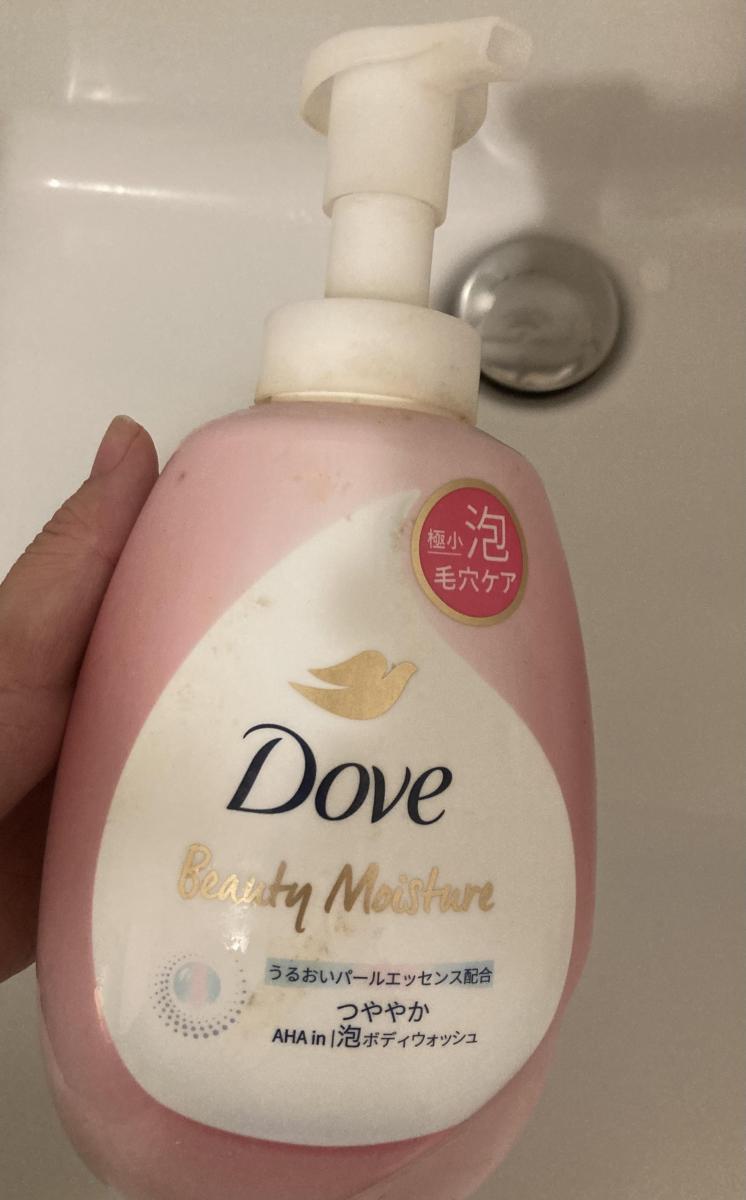 極小泡
毛穴ケア
Dove
Beauty Moisture
うるおいパールエッセンス配合
つややか
AHA in|泡ボディウォッシュ